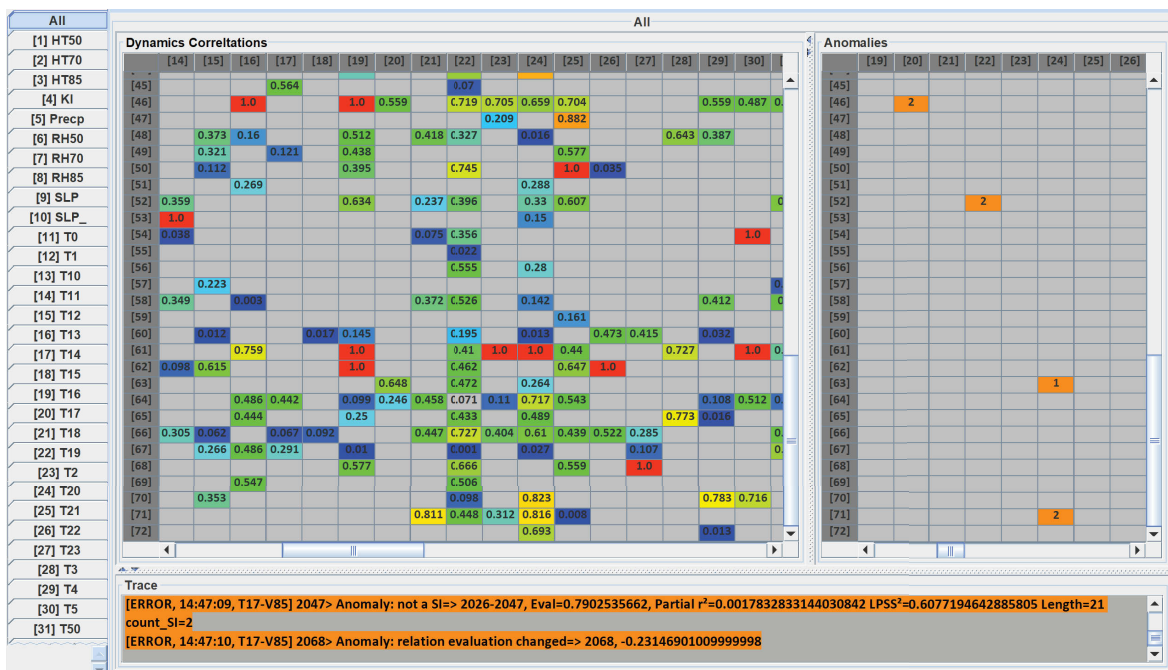 All
[1] HT50
[2] HT70
[3] HT85
[4] KI
[5] Precp
[6] RH50
[7] RH70
[8] RH85
[9] SLP
[10] SLP_
[11] T0
[12] T1
[13] T10
[14] T11
[15] T12
[16] T13
[17] T14
[18] T15
[19] T16
[20] T17
[21] T18
[22] T19
[23] T2
[24] T20
[25] T21
[26] T22
[27] T23
[28] T3
[29] T4
[30] T5
[31] T50
All
Dynamics Correltations
[14] [15] [16] [17] [18] [19] [20] [21] [22] [23] [24] [25] [26] [27] [28] [29] [30]
[45] 0.564 0.07
[46] 1.0 1.0 0.559 0.719 0.705 0.659 0.704 0.559 0.487
[47] 0.209 0.882
[48] 0.373 0.16 0.512 0.418 0.327 0.016 0.643 0.387
[49] 0.321 0.121 0.438 0.577
[50] 0.112 0.395 0.745 1.0 0.035
[51] 0.269 0.288
[52] 0.359 0.634 0.237 0.396 0.33 0.607
[53] 1.0 0.15
[54] 0.038 0.075 0.356 1.0
[55] 0.022
[56] 0.555 0.28
[57] 0.223
[58] 0.349 0.003 0.372 0.526 0.142 0.412
[59] 0.161
[60] 0.012 0.017 0.145 0.195 0.013 0.473 0.415 0.032
[61] 0.759 1.0 0.41 1.0 1.0 0.44 0.727 1.0
[62] 0.098 0.615 1.0 0.462 0.647 1.0
[63] 0.648 0.472 0.264
[64] 0.486 0.442 0.099 0.246 0.458 0.071 0.11 0.717 0.543 0.108 0.512
[65] 0.444 0.25 0.433 0.489 0.773 0.016
[66] 0.305 0.062 0.067 0.092 0.447 0.727 0.404 0.61 0.439 0.522 0.285
[67] 0.266 0.486 0.291 0.01 0.001 0.027 0.107
[68] 0.577 0.666 0.559 1.0
[69] 0.547 0.506
[70] 0.353 0.098 0.823 0.783 0.716
[71] 0.811 0.448 0.312 0.816 0.008
[72] 0.693 0.013
Anomalies
[19] [20] [21] [22] [23] [24] [25] [26]
[45]
[46] 2
[47]
[48]
[49]
[50]
[51]
[52] 2
[53]
[54]
[55]
[56]
[57]
[58]
[59]
[60]
[61]
[62]
[63] 1
[64]
[65]
[66]
[67]
[68]
[69]
[70]
[71] 2
[72]
Trace
[ERROR, 14:47:09, T17-V85] 2047> Anomaly: not a SI=> 2026-2047, Eval=0.7902535662, Partial r²=0.0017832833144030842 LPSS²=0.6077194642885805 Length=21
count_SI=2
[ERROR, 14:47:10, T17-V85] 2068> Anomaly: relation evaluation changed=> 2068, -0.23146901009999998